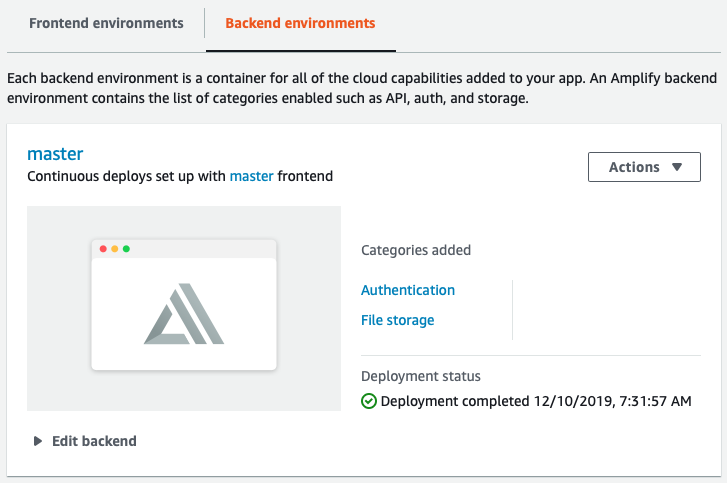 Frontend environments
Backend environments
Each backend environment is a container for all of the cloud capabilities added to your app. An Amplify backend
environment contains the list of categories enabled such as API, auth, and storage.
master
Continuous deploys set up with master frontend
Actions
Categories added
Authentication
File storage
Deployment status
Deployment completed 12/10/2019, 7:31:57 AM
Edit backend